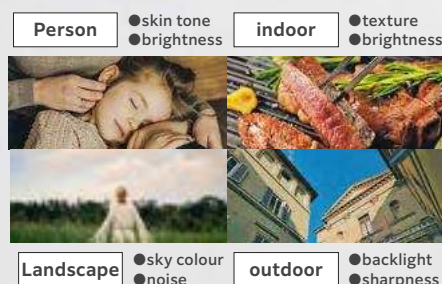 Person
●skin tone
●brightness
indoor
●texture
●brightness
Landscape
●sky colour
●noise
outdoor
●backlight
●sharpness